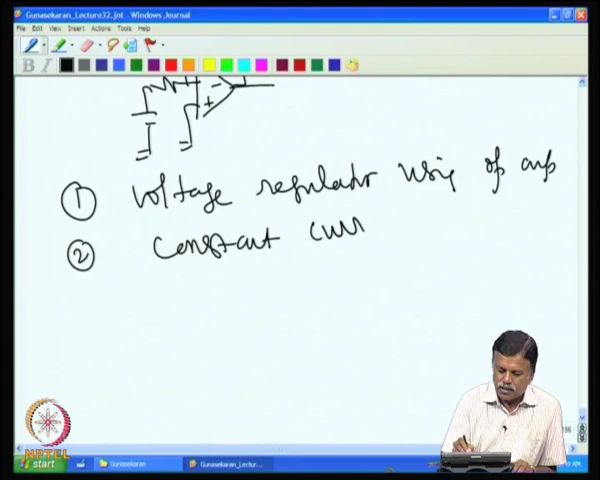 Gunasekaran_Lecture32.jnt - Windows Journal
File Edit View Insert Actions Tools Help
B I
- +
① voltage regulador using op amp
② constant curr
NPTEL
start Gunasekaran Gunasekaran_Lectur...